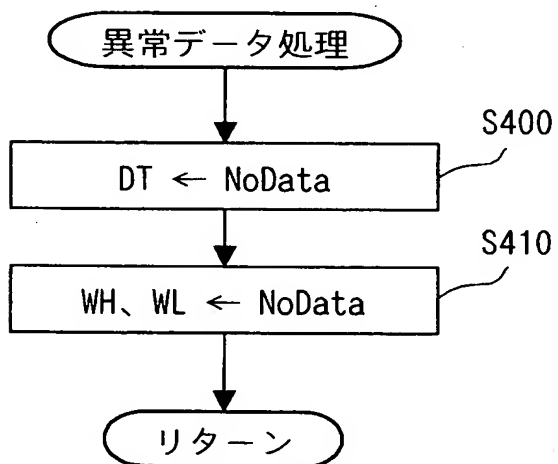 異常データ処理
S400
DT ← NoData
S410
WH、WL ← NoData
リターン